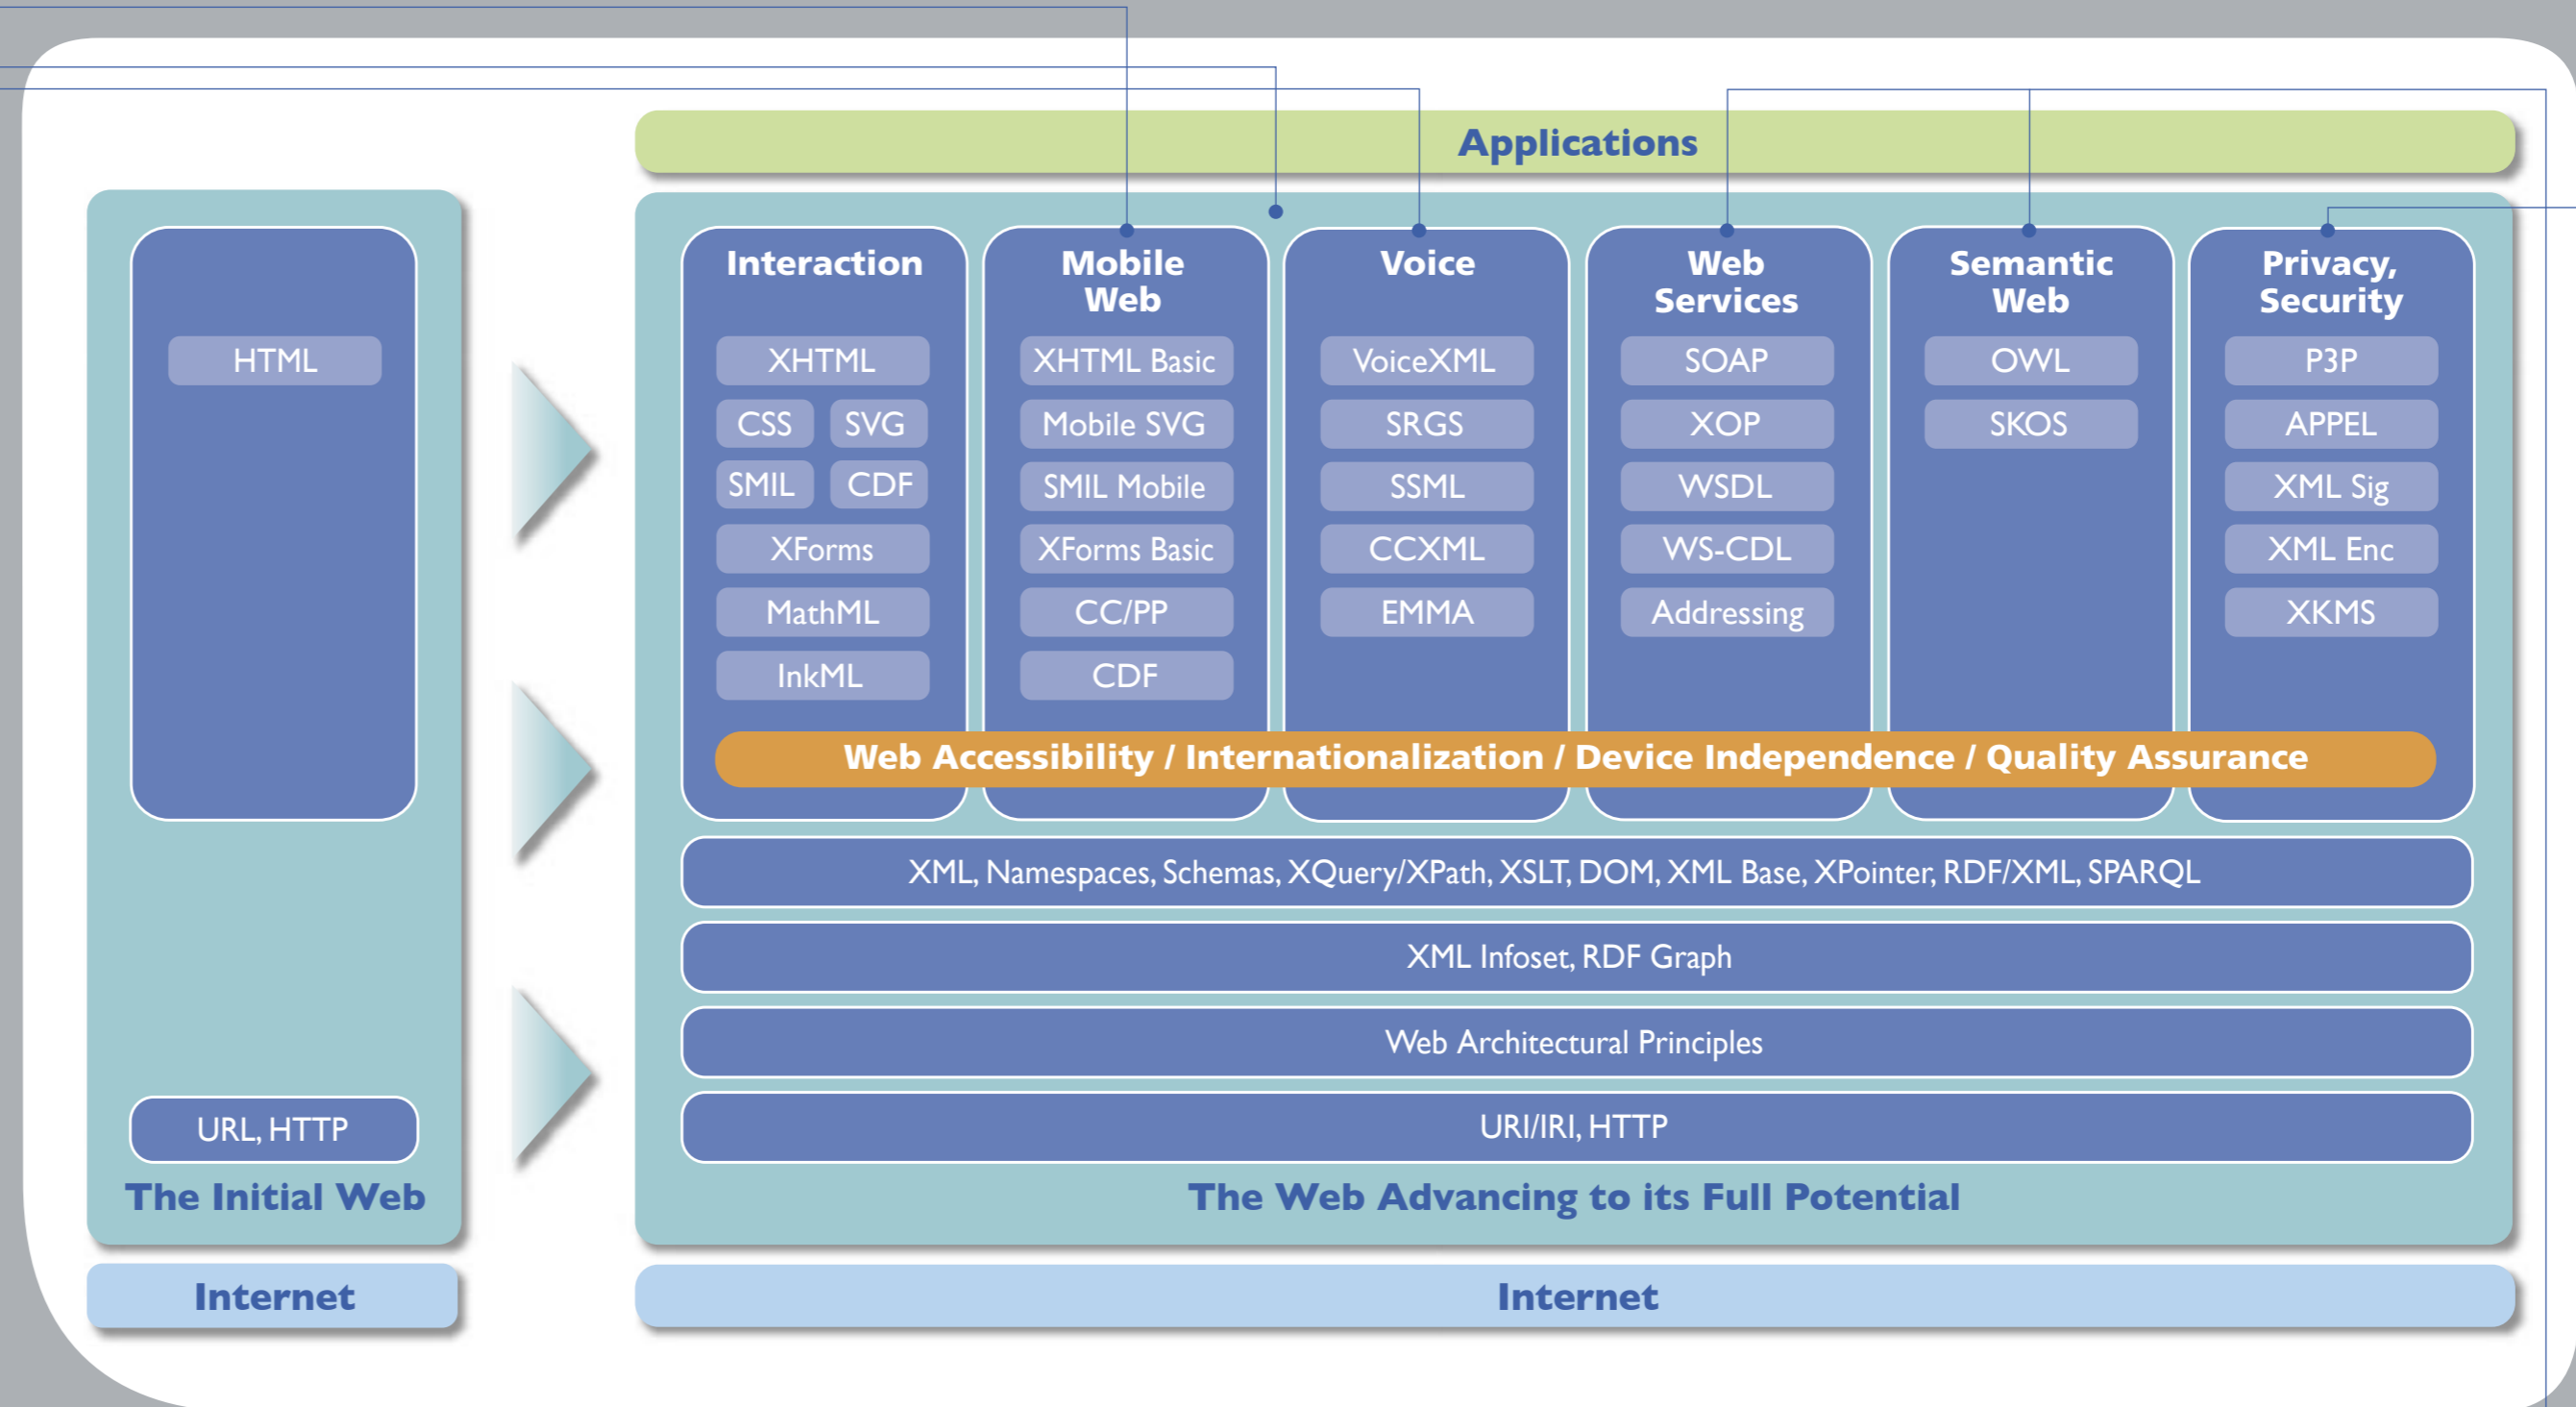 Applications
HTML
URL, HTTP
The Initial Web
Internet
Interaction
XHTML
CSS
SVG
SMIL
CDF
XForms
MathML
InkML
Mobile
Web
XHTML Basic
Mobile SVG
SMIL Mobile
XForms Basic
CC/PP
CDF
Voice
VoiceXML
SRGS
SSML
CCXML
EMMA
Web
Services
SOAP
XOP
WSDL
WS-CDL
Addressing
Semantic
Web
OWL
SKOS
Privacy,
Security
P3P
APPEL
XML Sig
XML Enc
XKMS
Web Accessibility / Internationalization / Device Independence / Quality Assurance
XML, Namespaces, Schemas, XQuery/XPath, XSLT, DOM, XML Base, XPointer, RDF/XML, SPARQL
XML Infoset, RDF Graph
Web Architectural Principles
URI/IRI, HTTP
The Web Advancing to its Full Potential
Internet